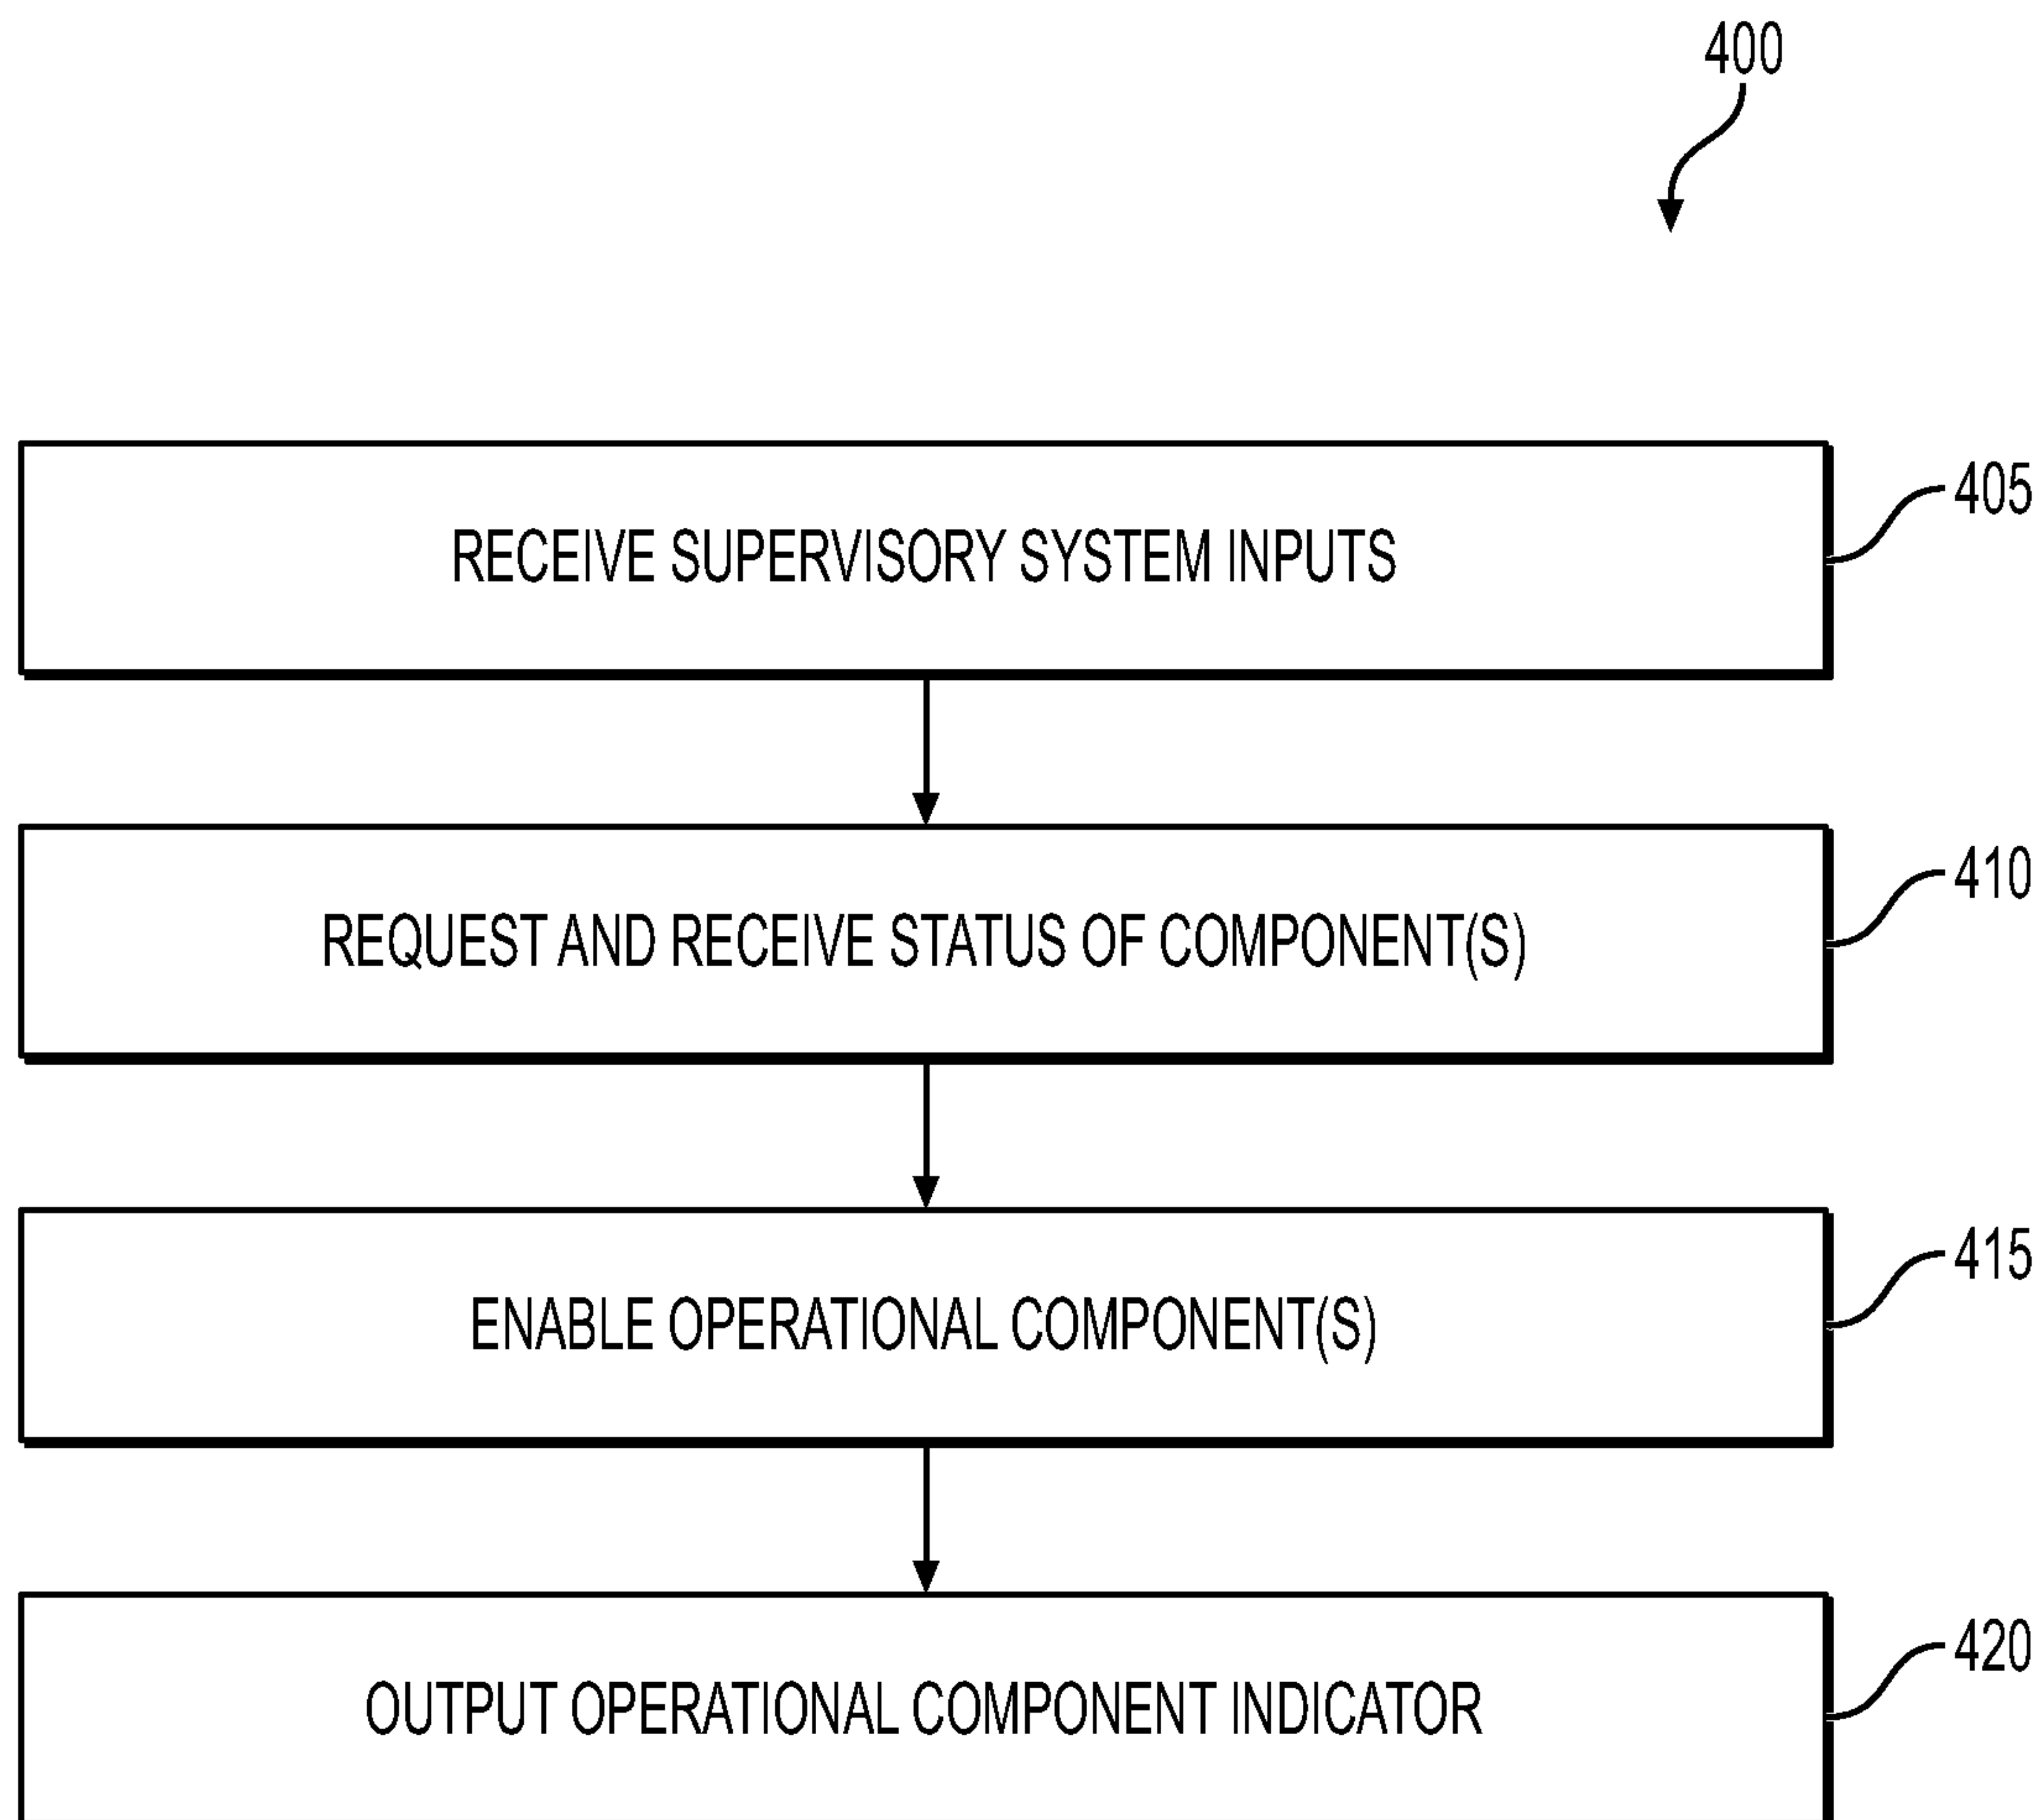 400
RECEIVE SUPERVISORY SYSTEM INPUTS
405
REQUEST AND RECEIVE STATUS OF COMPONENT(S)
410
ENABLE OPERATIONAL COMPONENT(S)
415
OUTPUT OPERATIONAL COMPONENT INDICATOR
420